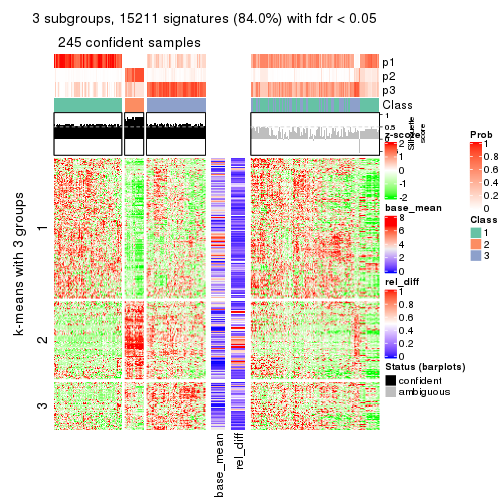 3 subgroups, 15211 signatures (84.0%) with fdr < 0.05
245 confident samples
p1
p2
p3
Class
1
0.5
0
Silhouette
score
z-score
2
1
0
-1
-2
base_mean
8
6
4
2
0
rel_diff
1
0.8
0.6
0.4
0.2
0
Status (barplots)
confident
ambiguous
Prob
1
0.8
0.6
0.4
0.2
0
Class
1
2
3
k-means with 3 groups
1
2
3
base_mean
rel_diff